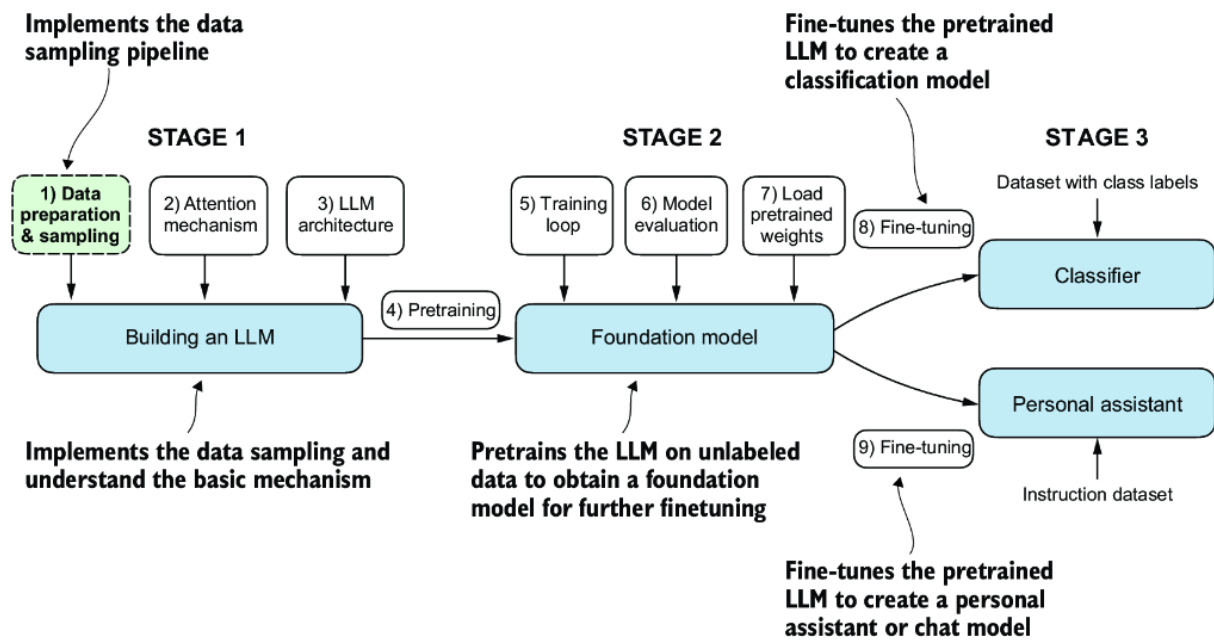 Implements the data
sampling pipeline
Fine-tunes the pretrained
LLM to create a
classification model
STAGE 1
STAGE 2
STAGE 3
1) Data
preparation
& sampling
2) Attention
mechanism
3) LLM
architecture
5) Training
loop
6) Model
evaluation
7) Load
pretrained
weights
8) Fine-tuning
Dataset with class labels
Building an LLM
4) Pretraining
Foundation model
Classifier
Personal assistant
9) Fine-tuning
Instruction dataset
Implements the data sampling and
understand the basic mechanism
Pretrains the LLM on unlabeled
data to obtain a foundation
model for further finetuning
Fine-tunes the pretrained
LLM to create a personal
assistant or chat model